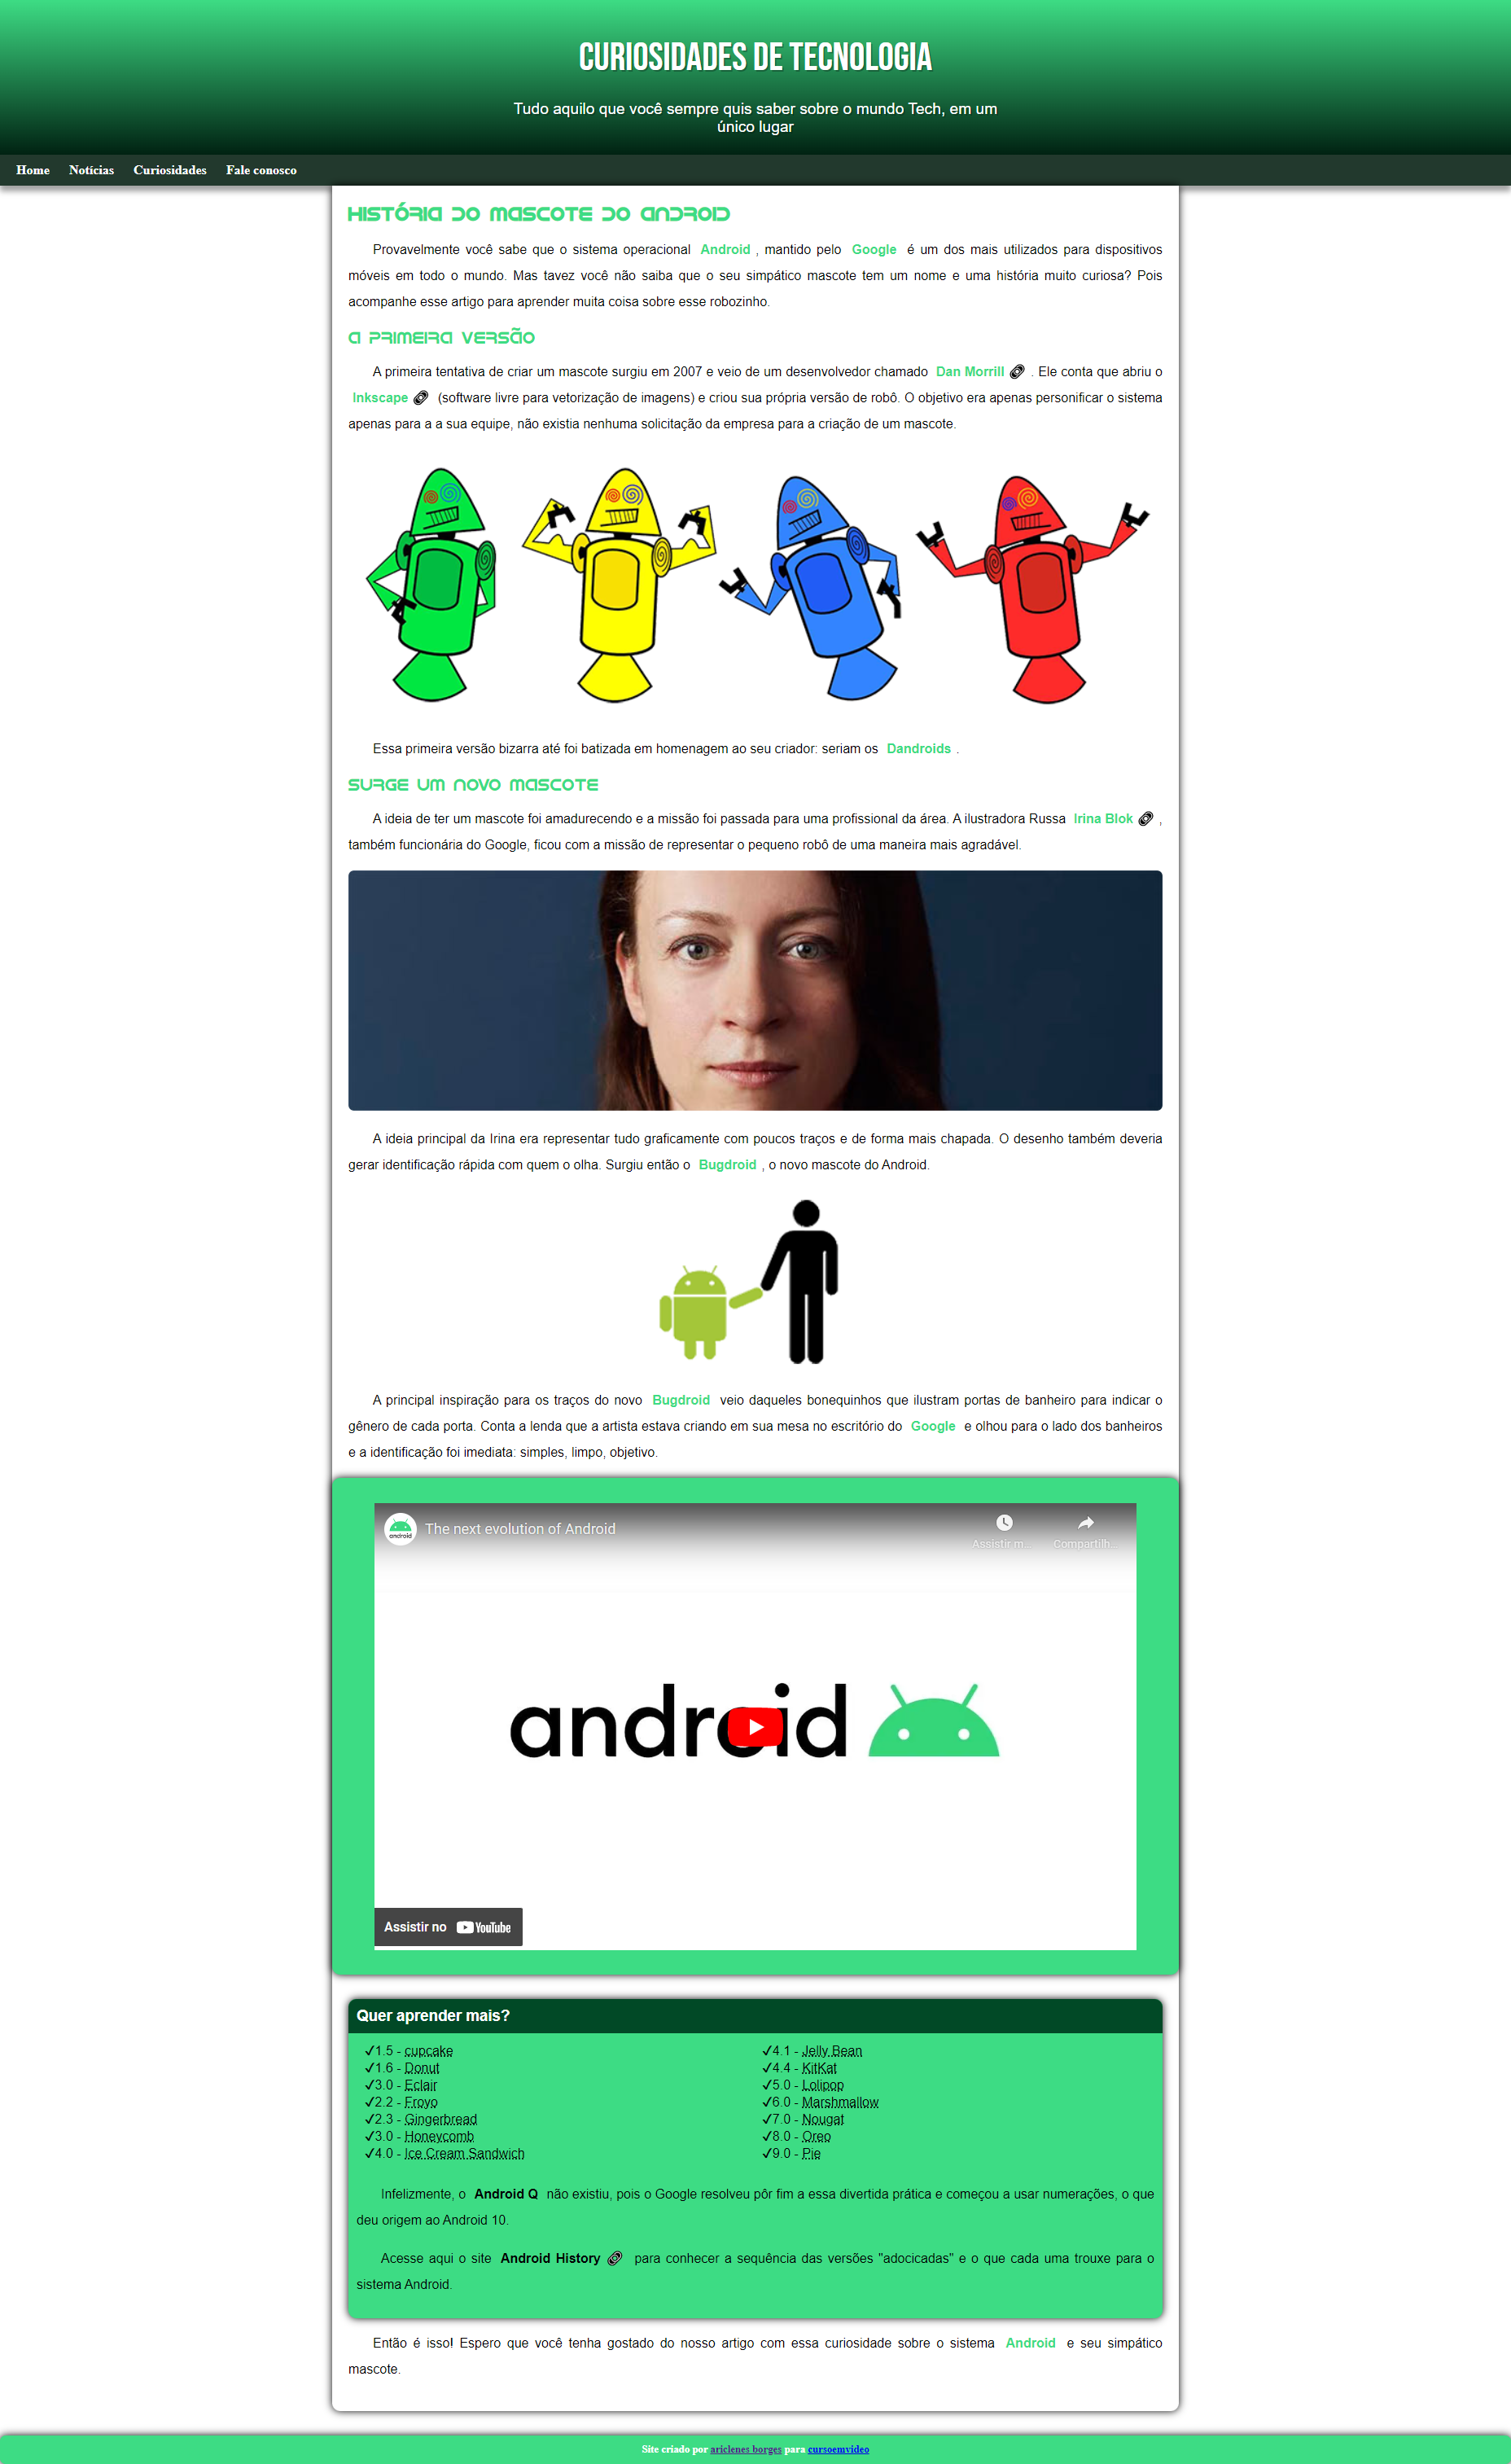 CURIOSIDADES DE TECNOLOGIA
Tudo aquilo que você sempre quis saber sobre o mundo Tech, em um
único lugar
Home Notícias Curiosidades Fale conosco
HISTÓRIA DO MASCOTE DO ANDROID
Provavelmente você sabe que o sistema operacional Android , mantido pelo Google é um dos mais utilizados para dispositivos
móveis em todo o mundo. Mas tavez você não saiba que o seu simpático mascote tem um nome e uma história muito curiosa? Pois
acompanhe esse artigo para aprender muita coisa sobre esse robozinho.
A PRIMEIRA VERSÃO
A primeira tentativa de criar um mascote surgiu em 2007 e veio de um desenvolvedor chamado Dan Morrill . Ele conta que abriu o
Inkscape (software livre para vetorização de imagens) e criou sua própria versão de robô. O objetivo era apenas personificar o sistema
apenas para a a sua equipe, não existia nenhuma solicitação da empresa para a criação de um mascote.
Essa primeira versão bizarra até foi batizada em homenagem ao seu criador: seriam os Dandroids .
SURGE UM NOVO MASCOTE
A ideia de ter um mascote foi amadurecendo e a missão foi passada para uma profissional da área. A ilustradora Russa Irina Blok ,
também funcionária do Google, ficou com a missão de representar o pequeno robô de uma maneira mais agradável.
A ideia principal da Irina era representar tudo graficamente com poucos traços e de forma mais chapada. O desenho também deveria
gerar identificação rápida com quem o olha. Surgiu então o Bugdroid , o novo mascote do Android.
A principal inspiração para os traços do novo Bugdroid veio daqueles bonequinhos que ilustram portas de banheiro para indicar o
gênero de cada porta. Conta a lenda que a artista estava criando em sua mesa no escritório do Google e olhou para o lado dos banheiros
e a identificação foi imediata: simples, limpo, objetivo.
android
The next evolution of Android
Assistir m...
Compartilh...
android
Assistir no YouTube
Quer aprender mais?
✓1.5 - cupcake
✓1.6 - Donut
✓3.0 - Eclair
✓2.2 - Froyo
✓2.3 - Gingerbread
✓3.0 - Honeycomb
✓4.0 - Ice Cream Sandwich
✓4.1 - Jelly Bean
✓4.4 - KitKat
✓5.0 - Lolipop
✓6.0 - Marshmallow
✓7.0 - Nougat
✓8.0 - Oreo
✓9.0 - Pie
Infelizmente, o Android Q não existiu, pois o Google resolveu pôr fim a essa divertida prática e começou a usar numerações, o que
deu origem ao Android 10.
Acesse aqui o site Android History para conhecer a sequência das versões "adocicadas" e o que cada uma trouxe para o
sistema Android.
Então é isso! Espero que você tenha gostado do nosso artigo com essa curiosidade sobre o sistema Android e seu simpático
mascote.
Site criado por ariclenes borges para cursoemvideo